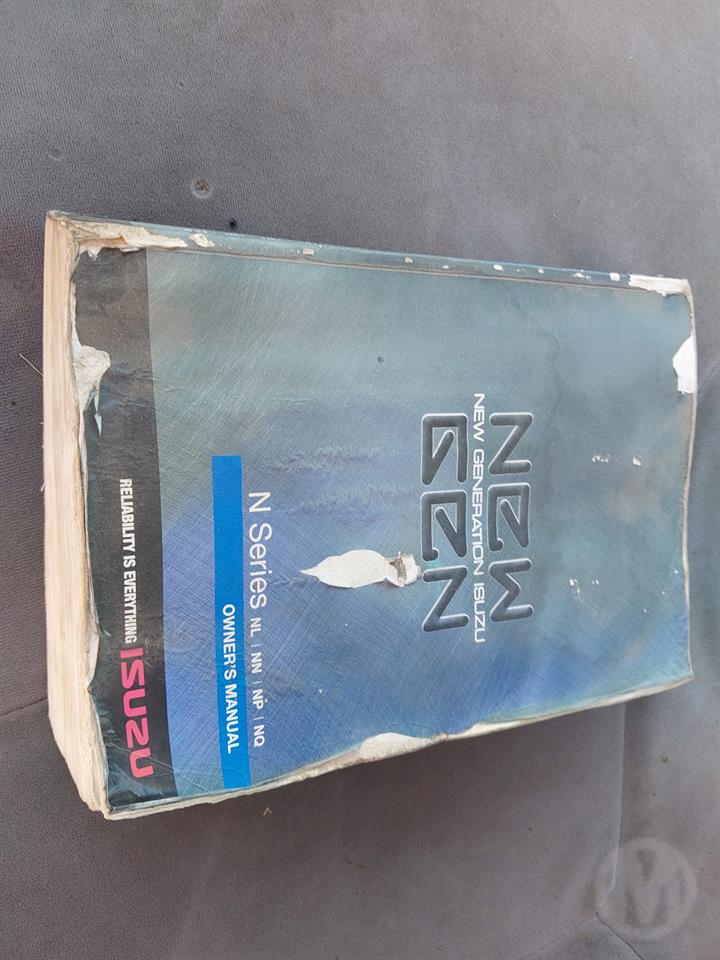 NEW
NEW GENERATION ISUZU
GEN
N Series NL | NN | NP | NQ
OWNER'S MANUAL
RELIABILITY IS EVERYTHING ISUZU
M